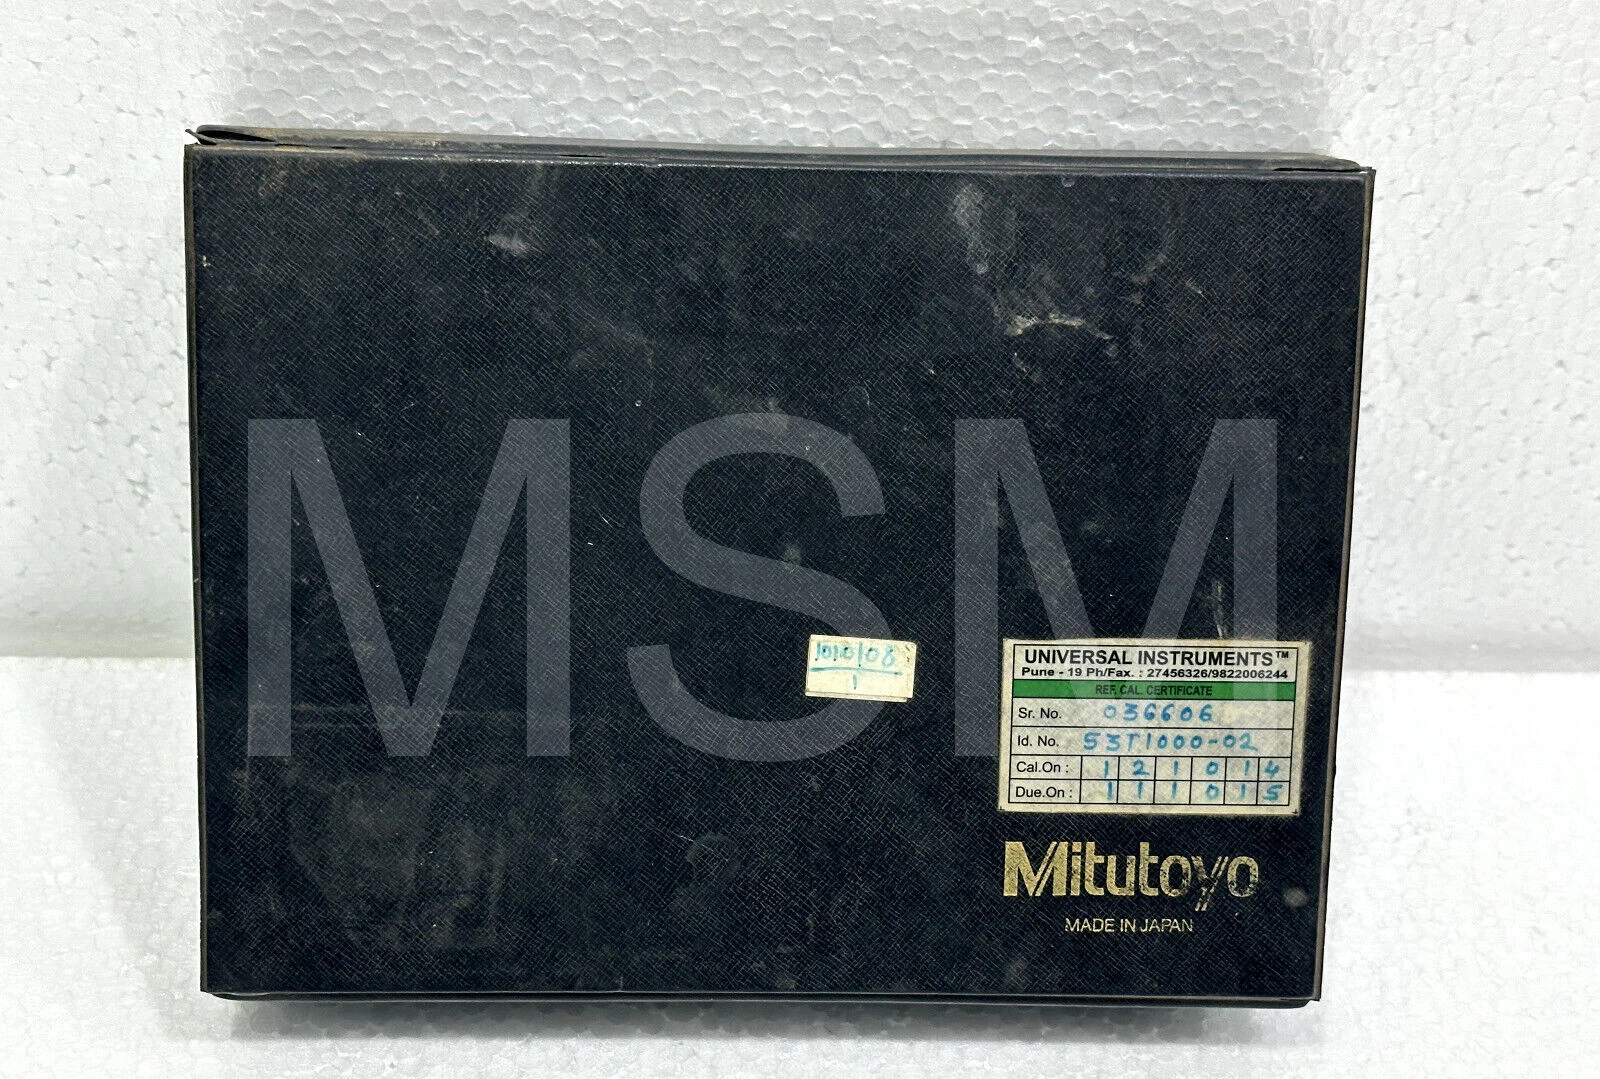 MSM
1010/08
1
UNIVERSAL INSTRUMENTS™
Pune - 19 Ph/Fax. : 27456326/9822006244
REF. CAL. CERTIFICATE
Sr. No. 036606
Id. No. 53T1000-02
Cal.On : 1 2 1 0 1 4
Due.On : 1 1 1 0 1 5
Mitutoyo
MADE IN JAPAN